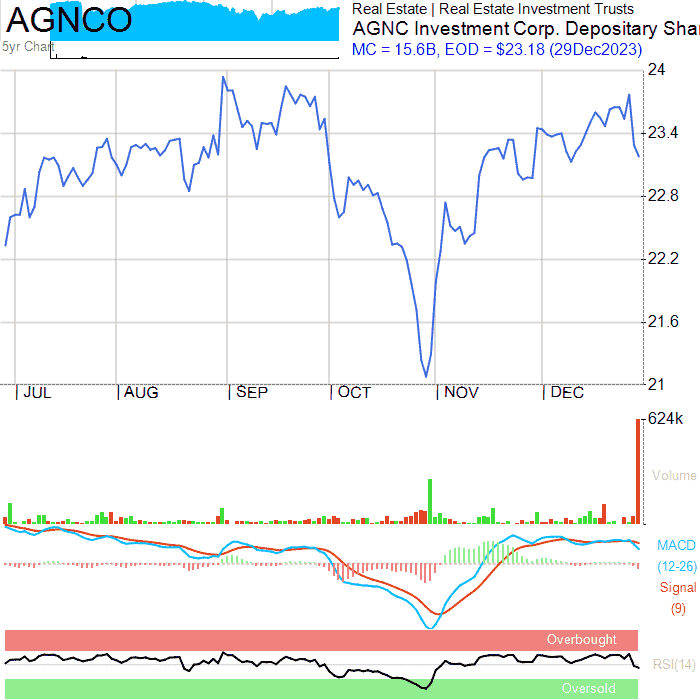 AGNCO
5yr Chart
Real Estate | Real Estate Investment Trusts
AGNC Investment Corp. Depositary Shar
MC = 15.6B, EOD = $23.18 (29Dec2023)
24
23.4
22.8
22.2
21.6
21
JUL
AUG
SEP
OCT
NOV
DEC
624k
Volume
MACD
(12-26)
Signal
(9)
Overbought
RSI(14)
Oversold